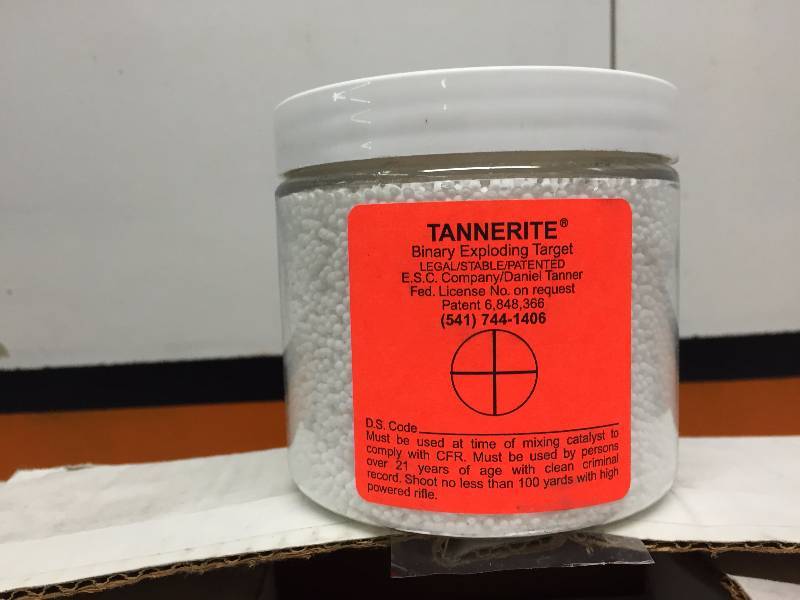 TANNERITE®
Binary Exploding Target
LEGAL/STABLE/PATENTED
E.S.C. Company/Daniel Tanner
Fed. License No. on request
Patent 6,848,366
(541) 744-1406
D.S. Code
Must be used at time of mixing catalyst to
comply with CFR. Must be used by persons
over 21 years of age with clean criminal
record. Shoot no less than 100 yards with high
powered rifle.